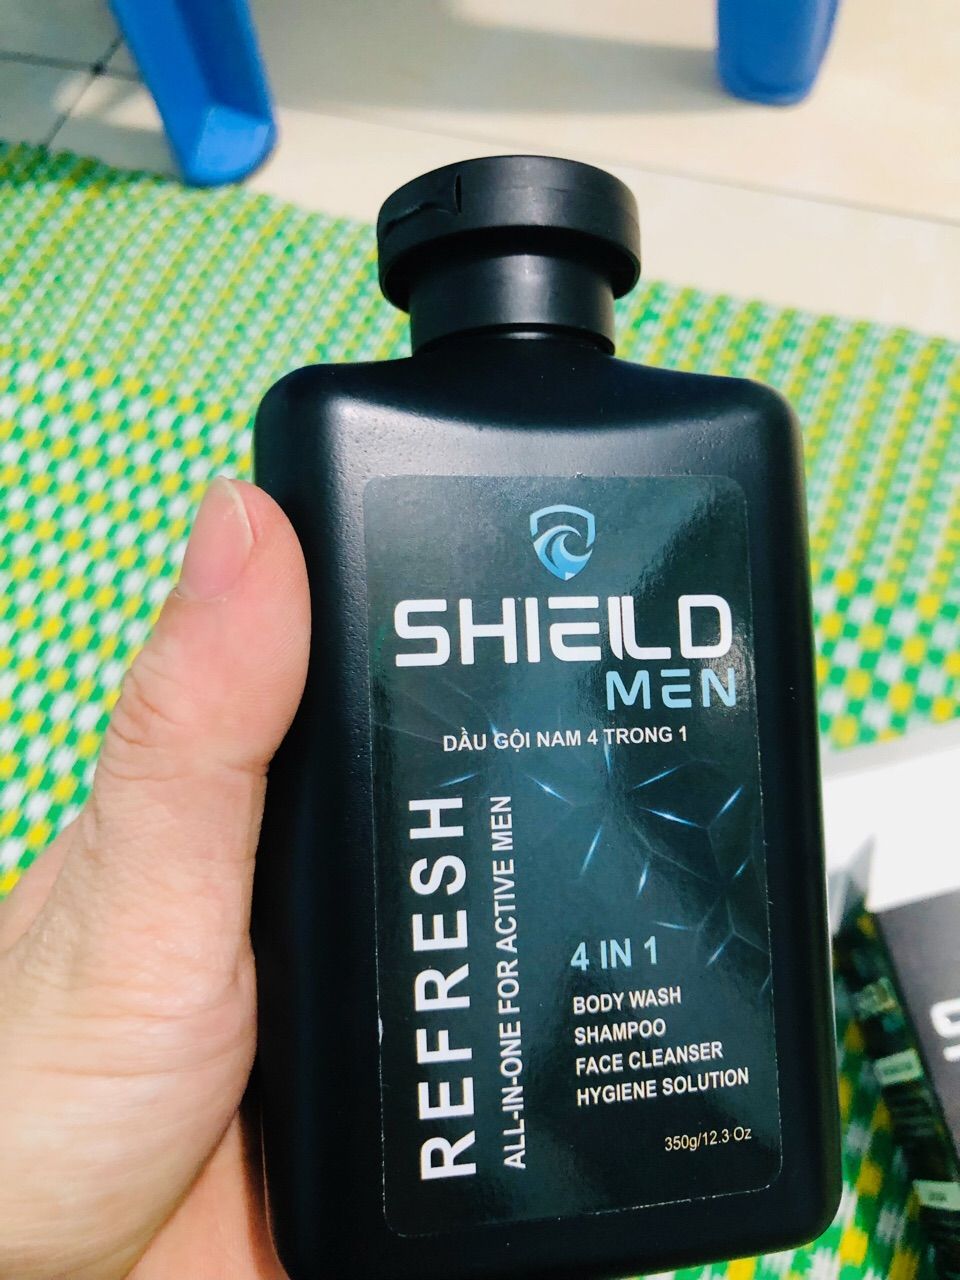 SHIELD
MEN
DẦU GỘI NAM 4 TRONG 1
REFRESH
ALL-IN-ONE FOR ACTIVE MEN
4 IN 1
BODY WASH
SHAMPOO
FACE CLEANSER
HYGIENE SOLUTION
350g/12.3 Oz